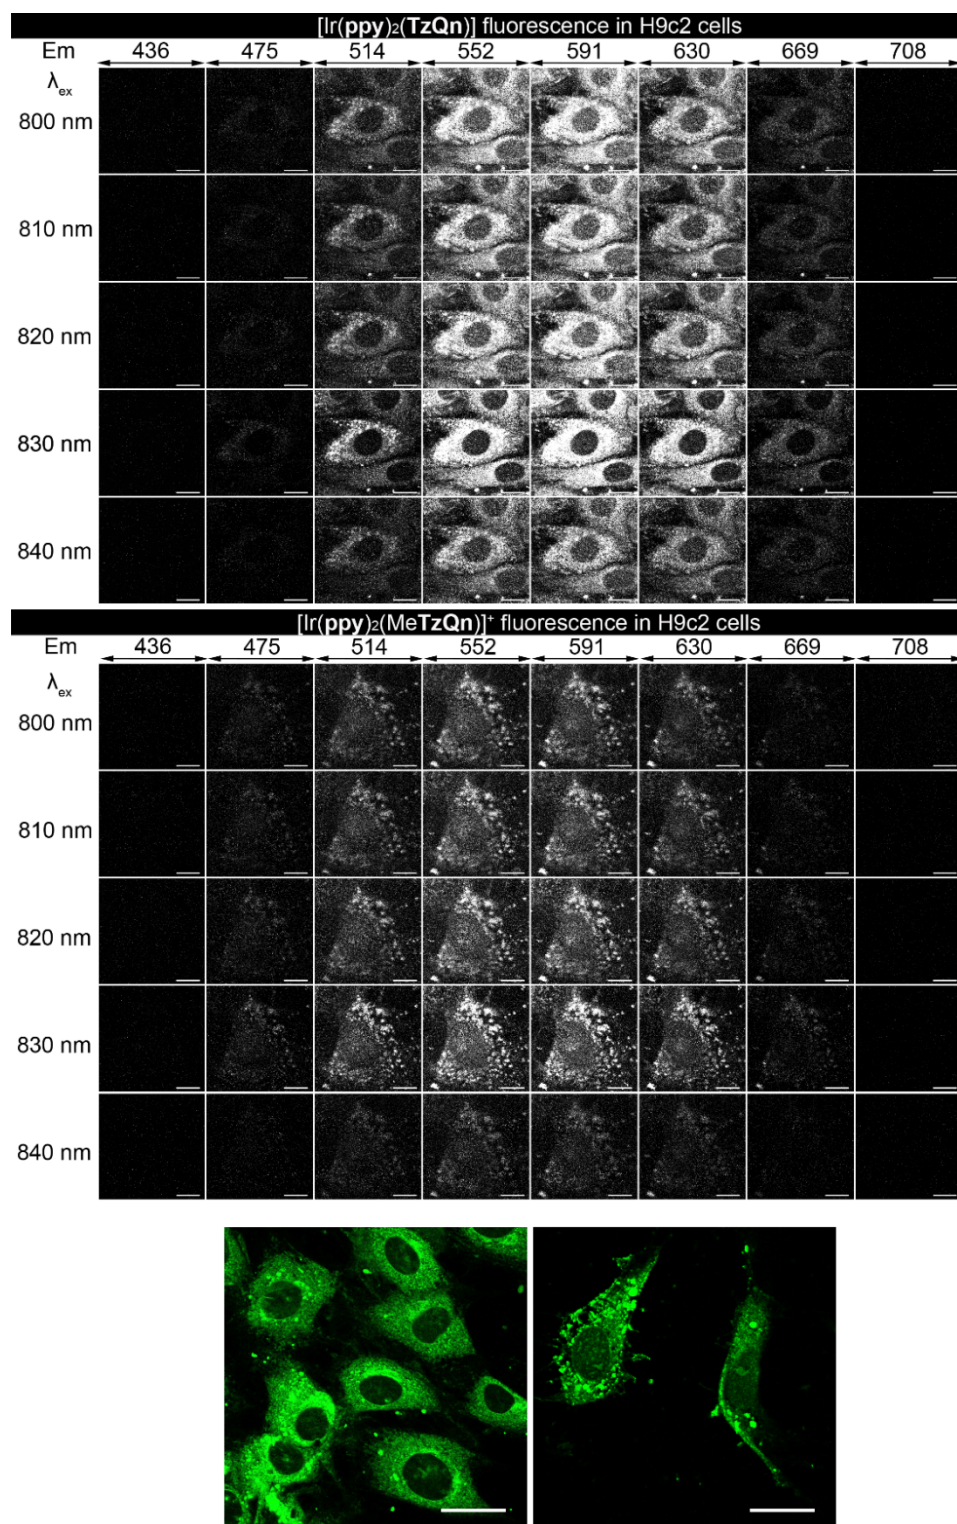 [Ir(ppy)₂(TzQn)] fluorescence in H9c2 cells
Em 436 475 514 552 591 630 669 708
λex
800 nm
810 nm
820 nm
830 nm
840 nm
[Ir(ppy)₂(MeTzQn)]⁺ fluorescence in H9c2 cells
Em 436 475 514 552 591 630 669 708
λex
800 nm
810 nm
820 nm
830 nm
840 nm